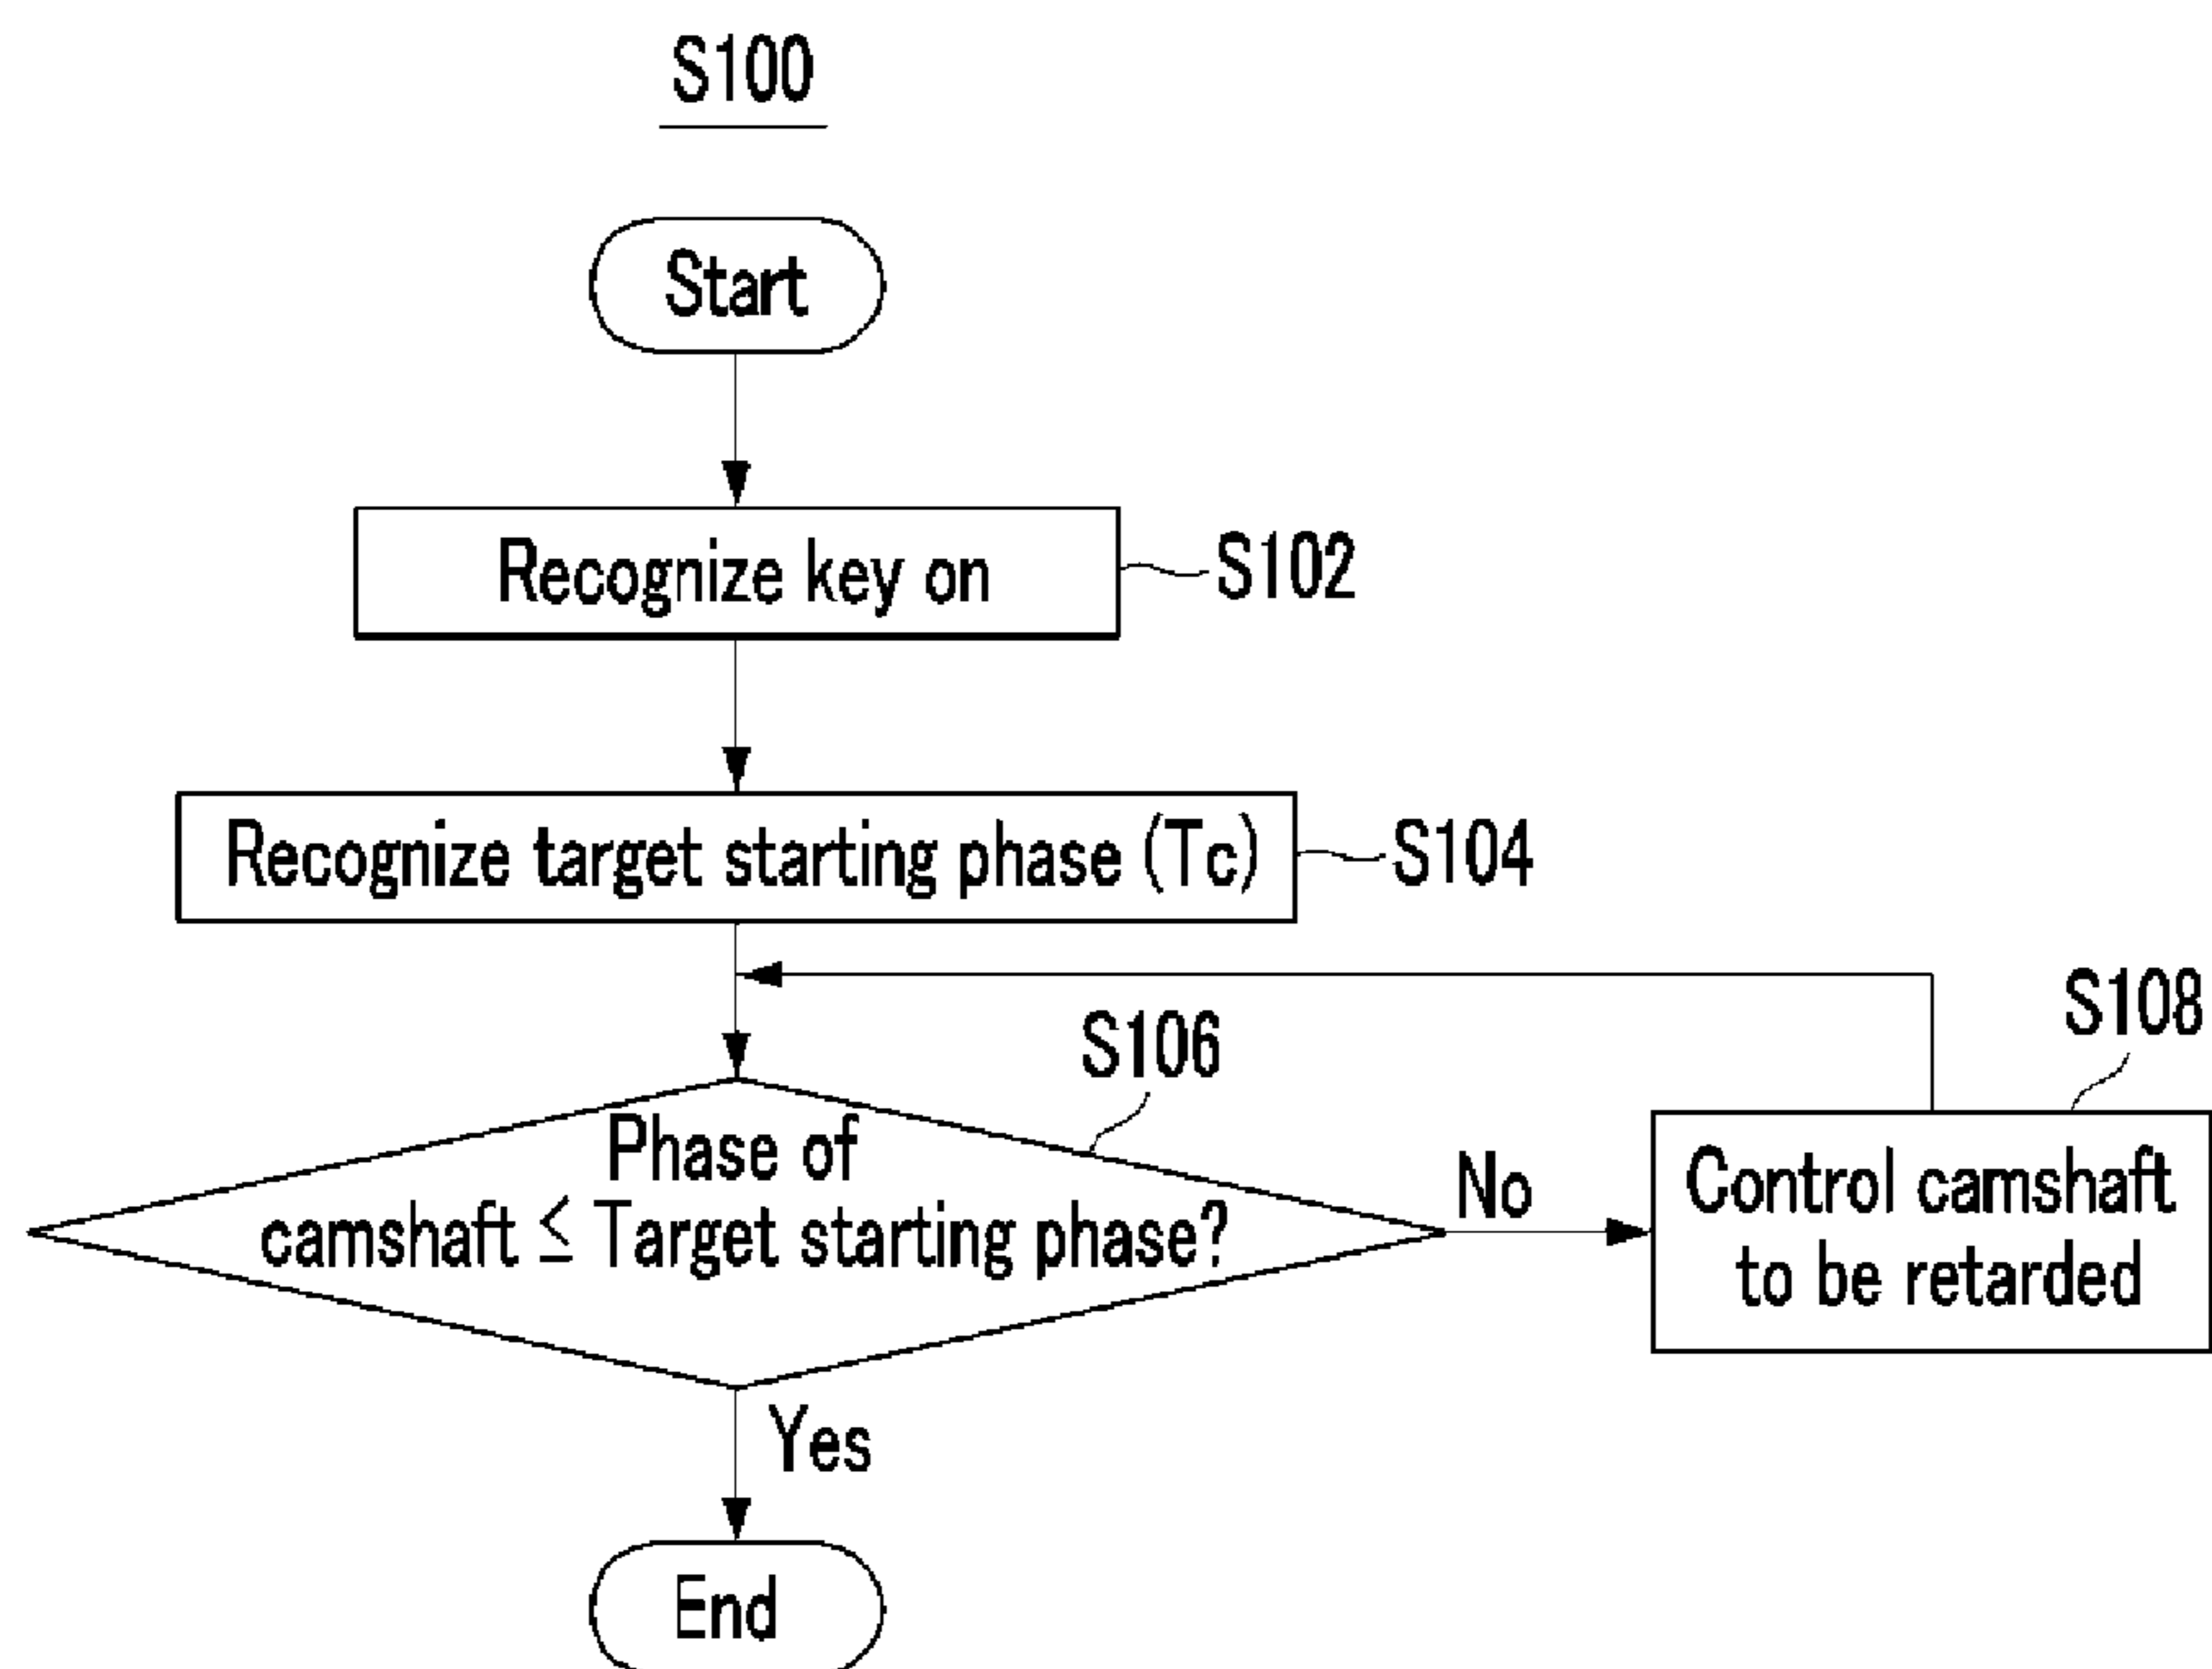 S100
Start
Recognize key on
S102
Recognize target starting phase (Tc)
S104
S106
S108
Phase of
camshaft ≤ Target starting phase?
No
Control camshaft
to be retarded
Yes
End